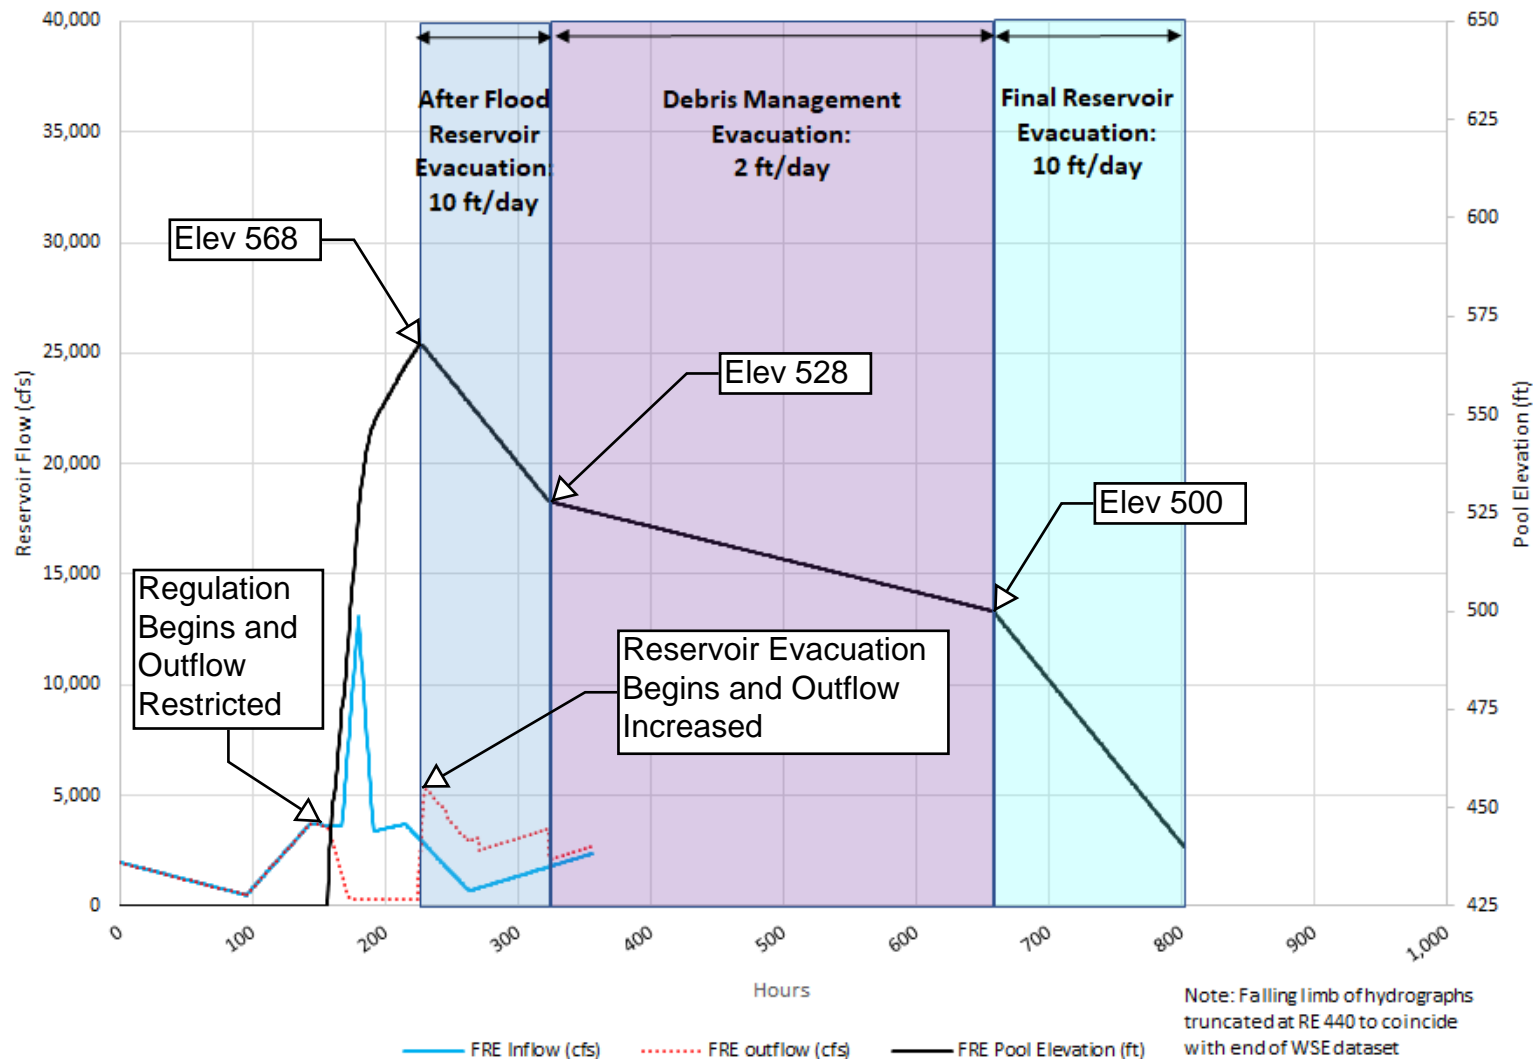 40,000
35,000
30,000
25,000
20,000
15,000
10,000
5,000
0
Reservoir Flow (cfs)
650
625
600
575
550
525
500
475
450
425
Pool Elevation (ft)
After Flood
Reservoir
Evacuation:
10 ft/day
Debris Management
Evacuation:
2 ft/day
Final Reservoir
Evacuation:
10 ft/day
Elev 568
Elev 528
Elev 500
Regulation
Begins and
Outflow
Restricted
Reservoir Evacuation
Begins and Outflow
Increased
0
100
200
300
400
500
600
700
800
900
1,000
Hours
Note: Falling limb of hydrographs
truncated at RE 440 to coincide
with end of WSE dataset
FRE Inflow (cfs)
FRE outflow (cfs)
FRE Pool Elevation (ft)